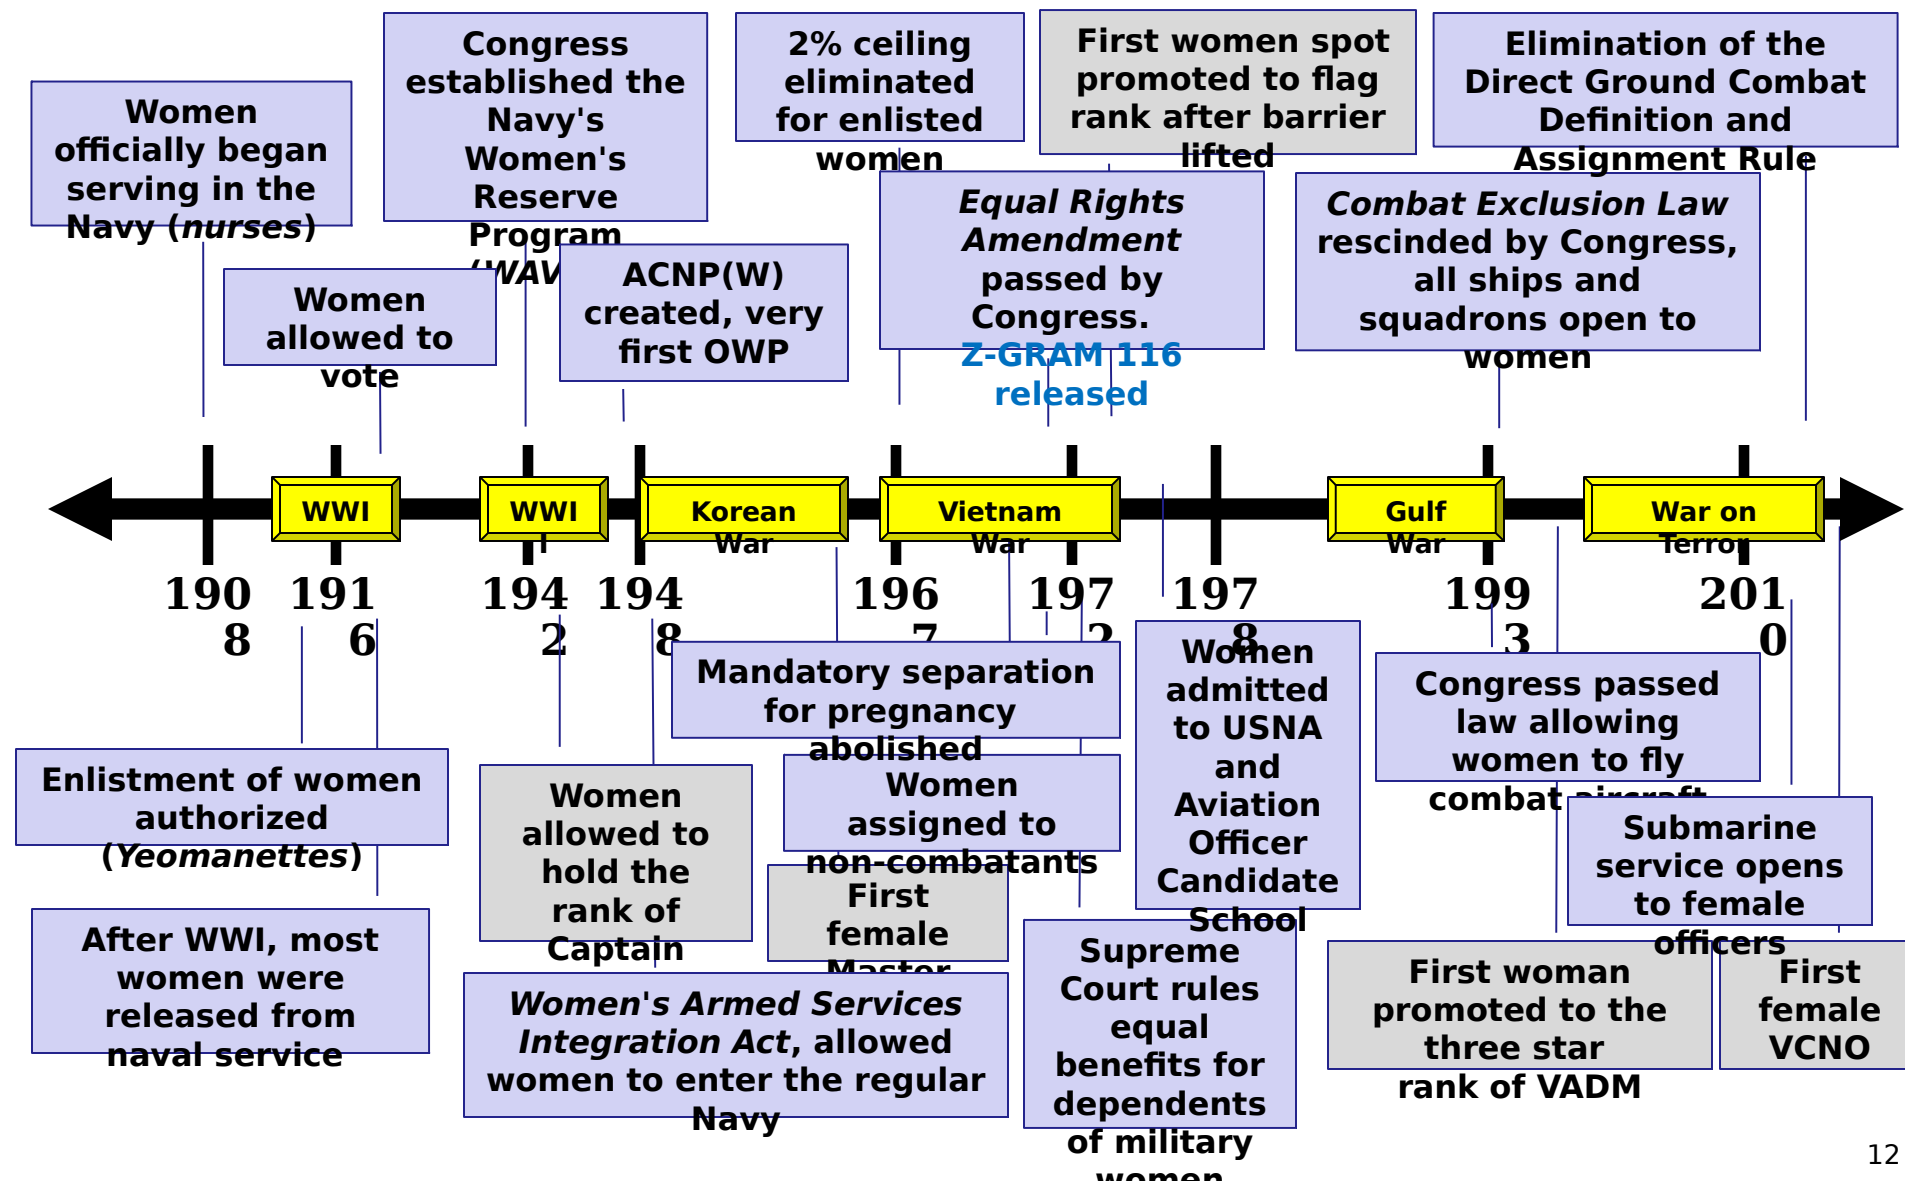 Women
officially began
serving in the
Navy (nurses)
Congress
established the
Navy's
Women's
Reserve
Program
(WAV
2% ceiling
eliminated
for enlisted
women
First women spot
promoted to flag
rank after barrier
lifted
Elimination of the
Direct Ground Combat
Definition and
Assignment Rule
Women
allowed to
vote
ACNP(W)
created, very
first OWP
Equal Rights
Amendment
passed by
Congress.
Z-GRAM 116
released
Combat Exclusion Law
rescinded by Congress,
all ships and
squadrons open to
women
WWI
WWI
I
Korean
War
Vietnam
War
Gulf
War
War on
Terror
190
8
191
6
194
2
194
8
196
7
197
2
197
8
199
3
201
0
Mandatory separation
for pregnancy
abolished
Women
admitted
to USNA
and
Aviation
Officer
Candidate
School
Congress passed
law allowing
women to fly
combat aircraft
Enlistment of women
authorized
(Yeomanettes)
Women
allowed to
hold the
rank of
Captain
Women
assigned to
non-combatants
Submarine
service opens
to female
officers
First
female
Master
After WWI, most
women were
released from
naval service
Women's Armed Services
Integration Act, allowed
women to enter the regular
Navy
Supreme
Court rules
equal
benefits for
dependents
of military
women
First woman
promoted to the
three star
rank of VADM
First
female
VCNO
12